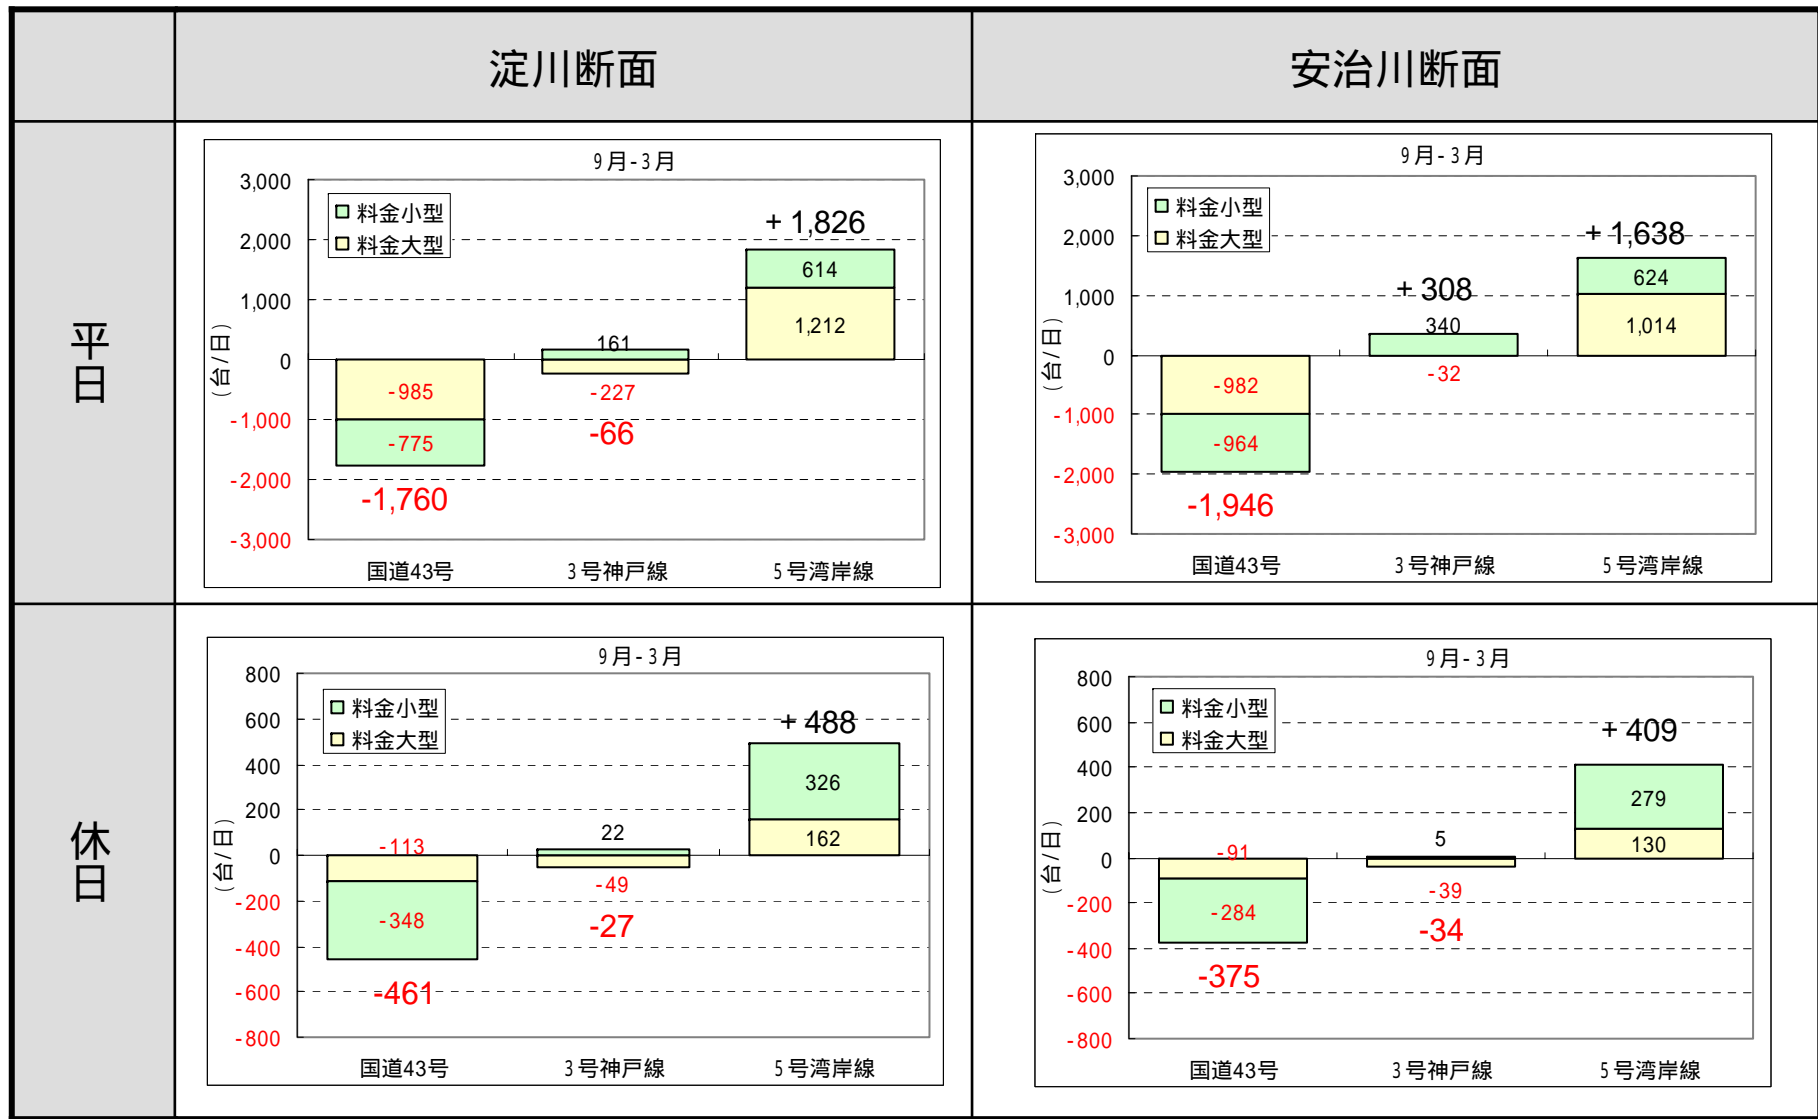 淀川断面
安治川断面
平日
9月-3月
3,000
2,000
1,000
0
-1,000
-2,000
-3,000
(台/日)
料金小型
料金大型
+1,826
614
1,212
161
-227
-66
-985
-775
-1,760
国道43号
3号神戸線
5号湾岸線
9月-3月
3,000
2,000
1,000
0
-1,000
-2,000
-3,000
(台/日)
料金小型
料金大型
+1,638
624
1,014
+308
340
-32
-982
-964
-1,946
国道43号
3号神戸線
5号湾岸線
休日
9月-3月
800
600
400
200
0
-200
-400
-600
-800
(台/日)
料金小型
料金大型
+488
326
162
22
-49
-27
-113
-348
-461
国道43号
3号神戸線
5号湾岸線
9月-3月
800
600
400
200
0
-200
-400
-600
-800
(台/日)
料金小型
料金大型
+409
279
130
5
-39
-34
-91
-284
-375
国道43号
3号神戸線
5号湾岸線